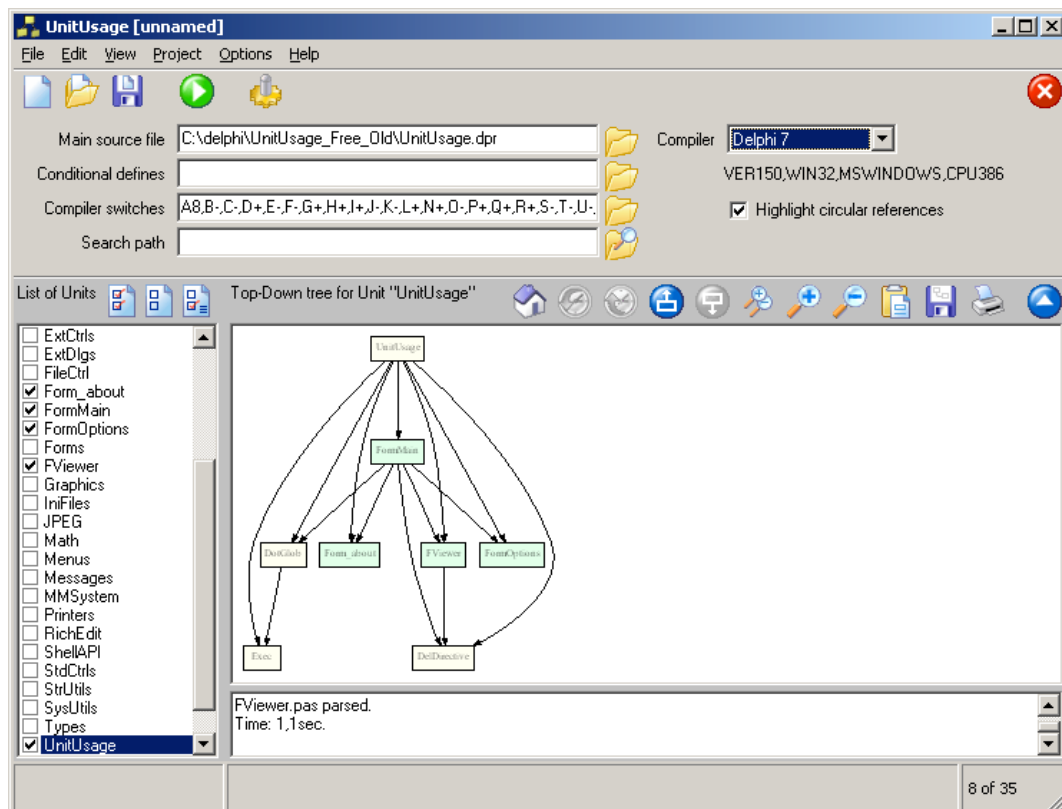 UnitUsage [unnamed]
File Edit View Project Options Help
Main source file C:\delphi\UnitUsage_Free_Old\UnitUsage.dpr Compiler Delphi 7
Conditional defines VER150,WIN32,MSWINDOWS,CPU386
Compiler switches A8,B-,C-,D+,E-,F-,G+,H+,I+,J-,K-,L+,N+,O-,P+,Q+,R+,S-,T-,U-, Highlight circular references
Search path
List of Units Top-Down tree for Unit "UnitUsage"
ExtCtrls
ExtDlgs
FileCtrl
Form_about
FormMain
FormOptions
Forms
FViewer
Graphics
IniFiles
JPEG
Math
Menus
Messages
MMSystem
Printers
RichEdit
ShellAPI
StdCtrls
StrUtils
SysUtils
Types
UnitUsage
UnitUsage
FormMain
DotGlob Form_about FViewer FormOptions
Exec DelDirective
FViewer.pas parsed.
Time: 1,1sec.
8 of 35